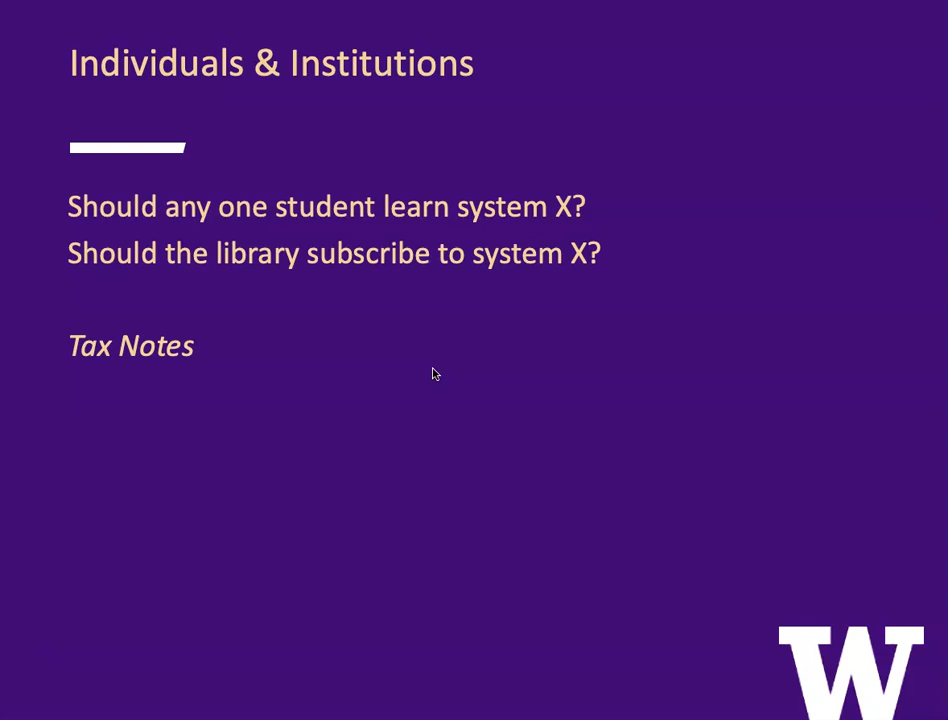 Individuals & Institutions
Should any one student learn system X?
Should the library subscribe to system X?
Tax Notes
W